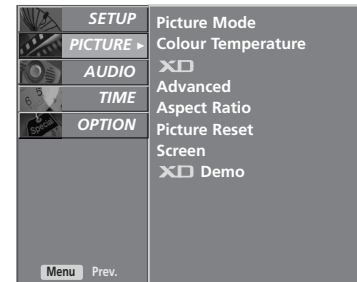 SETUP
PICTURE ▸
AUDIO
TIME
OPTION
Special
Menu Prev.
Picture Mode
Colour Temperature
XD
Advanced
Aspect Ratio
Picture Reset
Screen
XD Demo